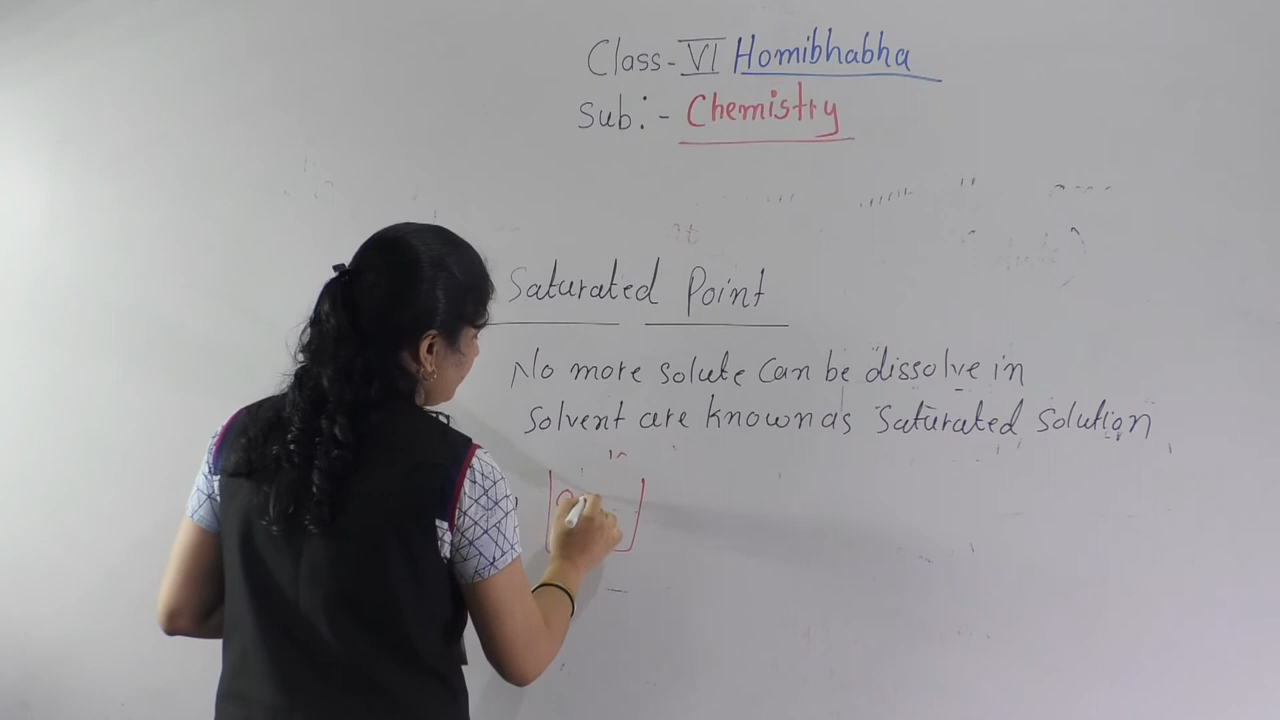 Class-VI Homibhabha
Sub:- Chemistry
Saturated Point
No more solute can be dissolve in
Solvent are known as saturated solution